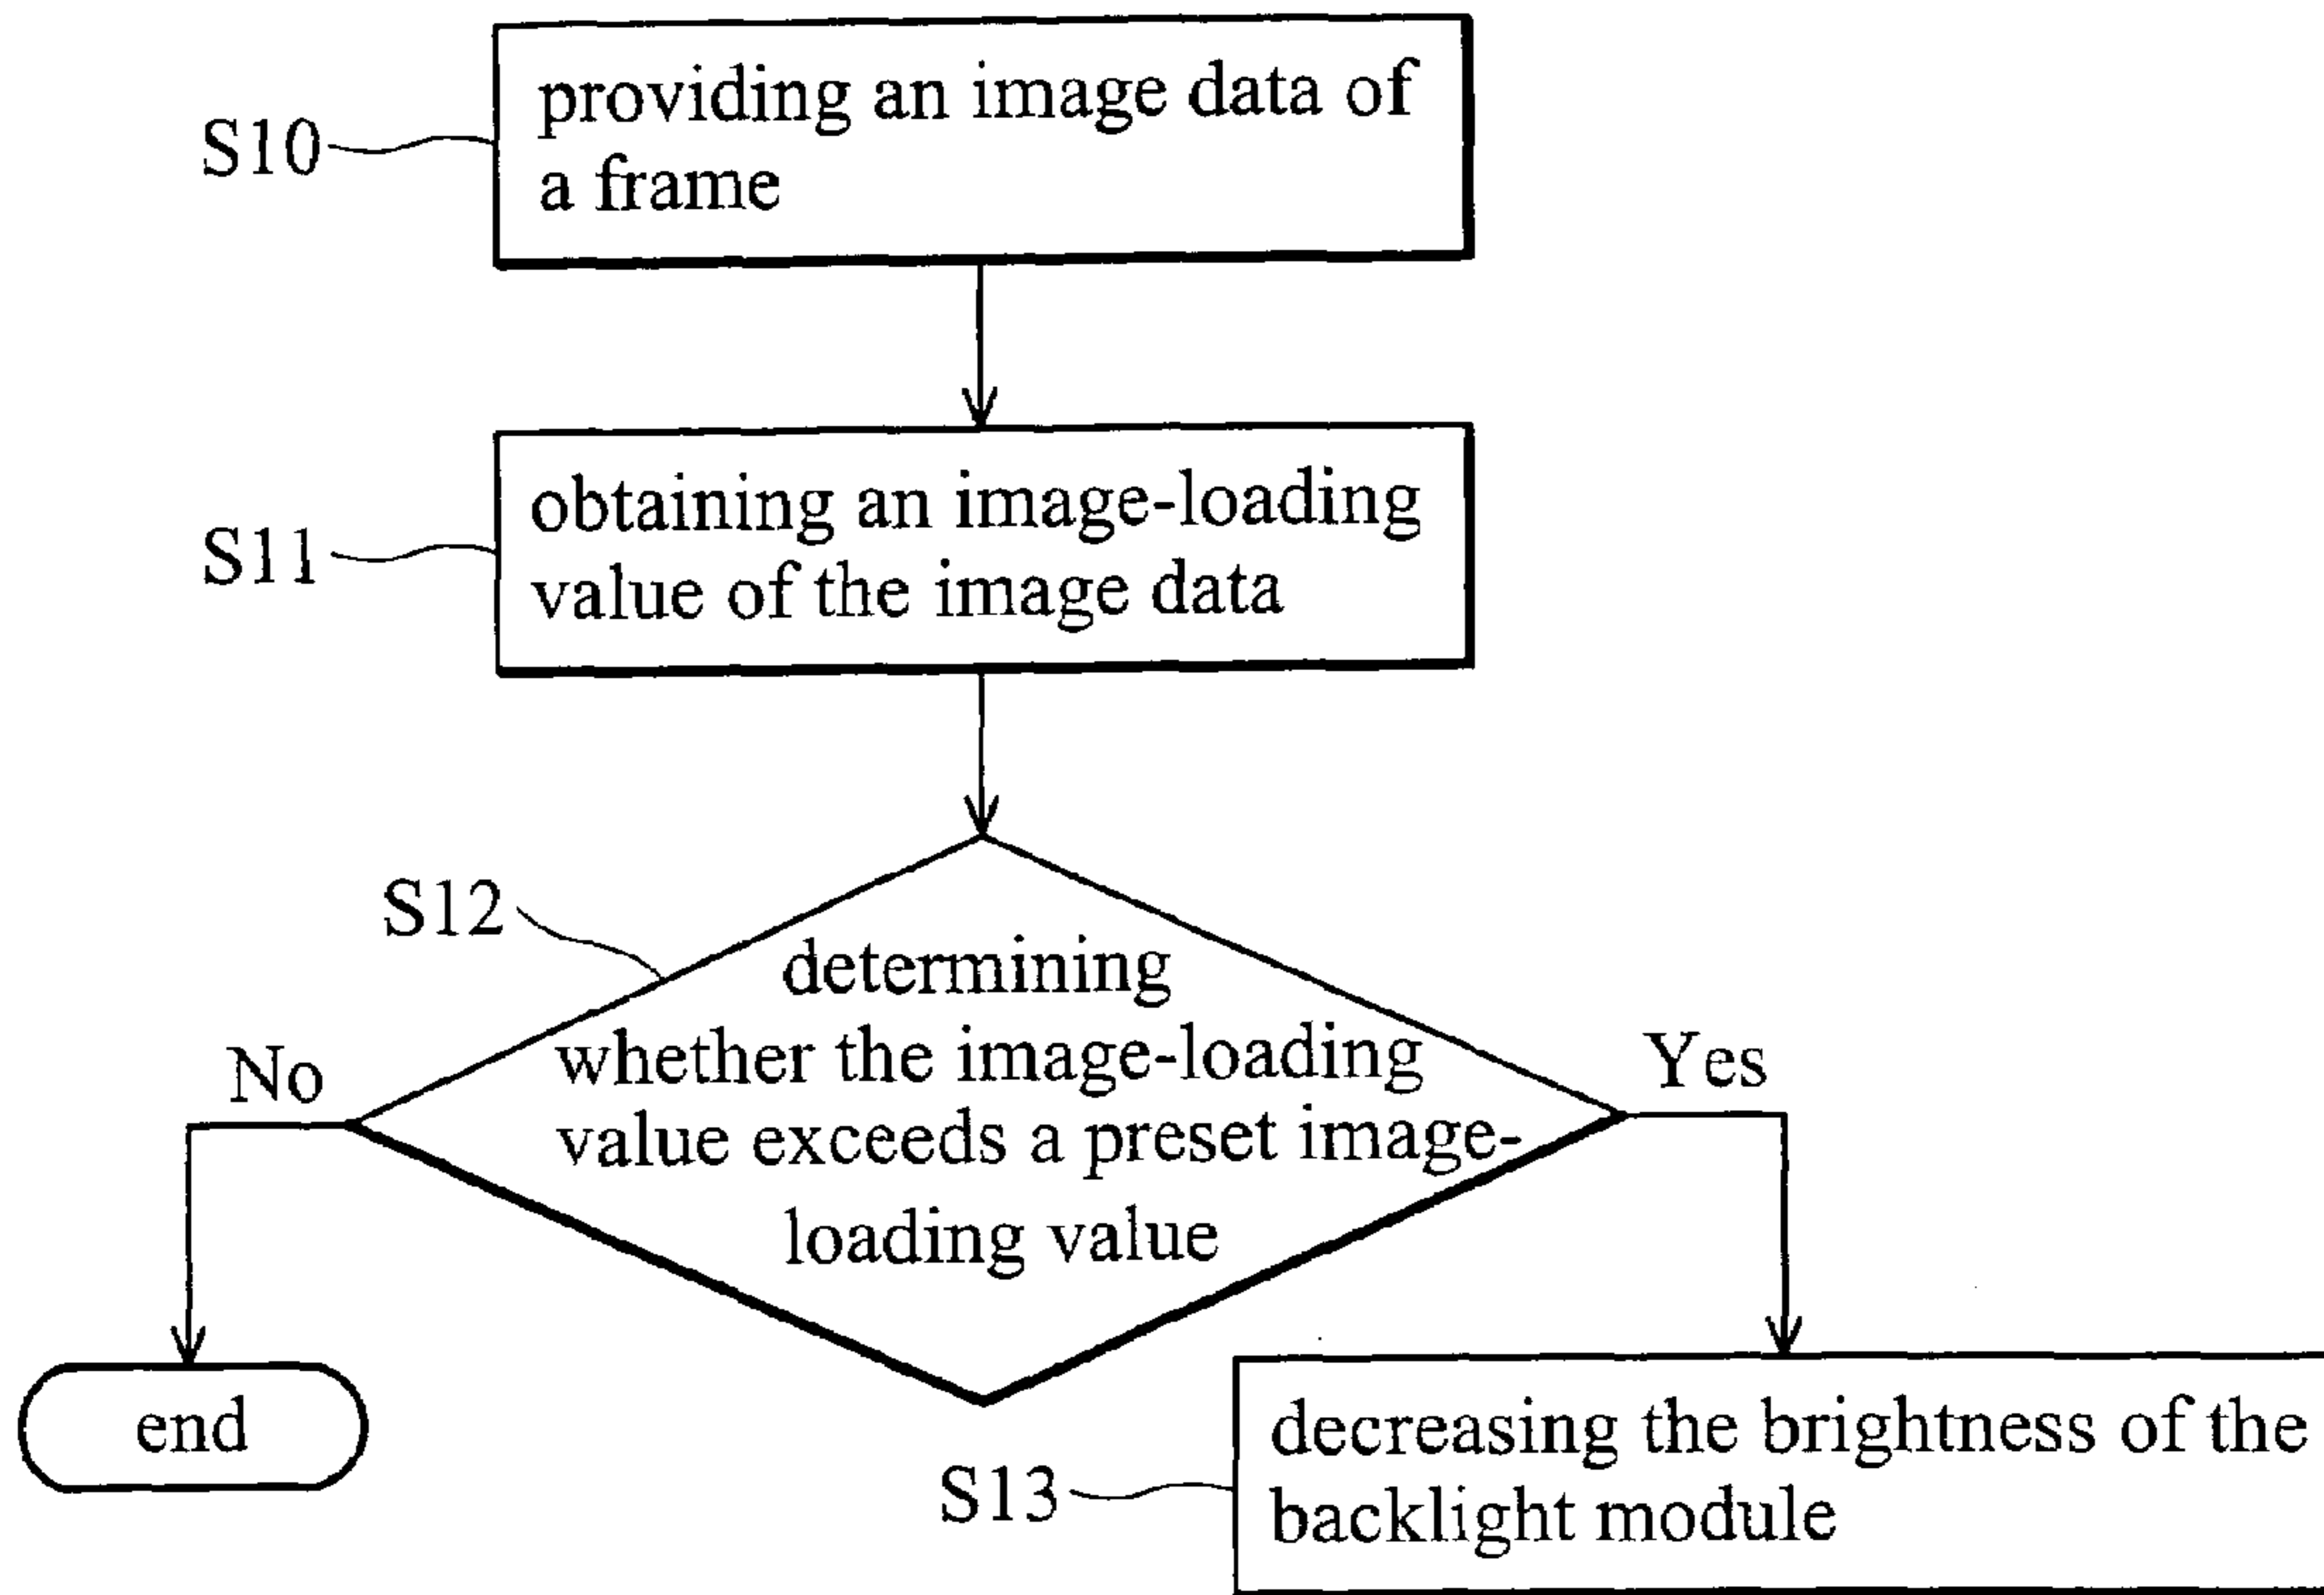 S10
providing an image data of
a frame
S11
obtaining an image-loading
value of the image data
S12
determining
whether the image-loading
value exceeds a preset image-
loading value
No
Yes
end
S13
decreasing the brightness of the
backlight module